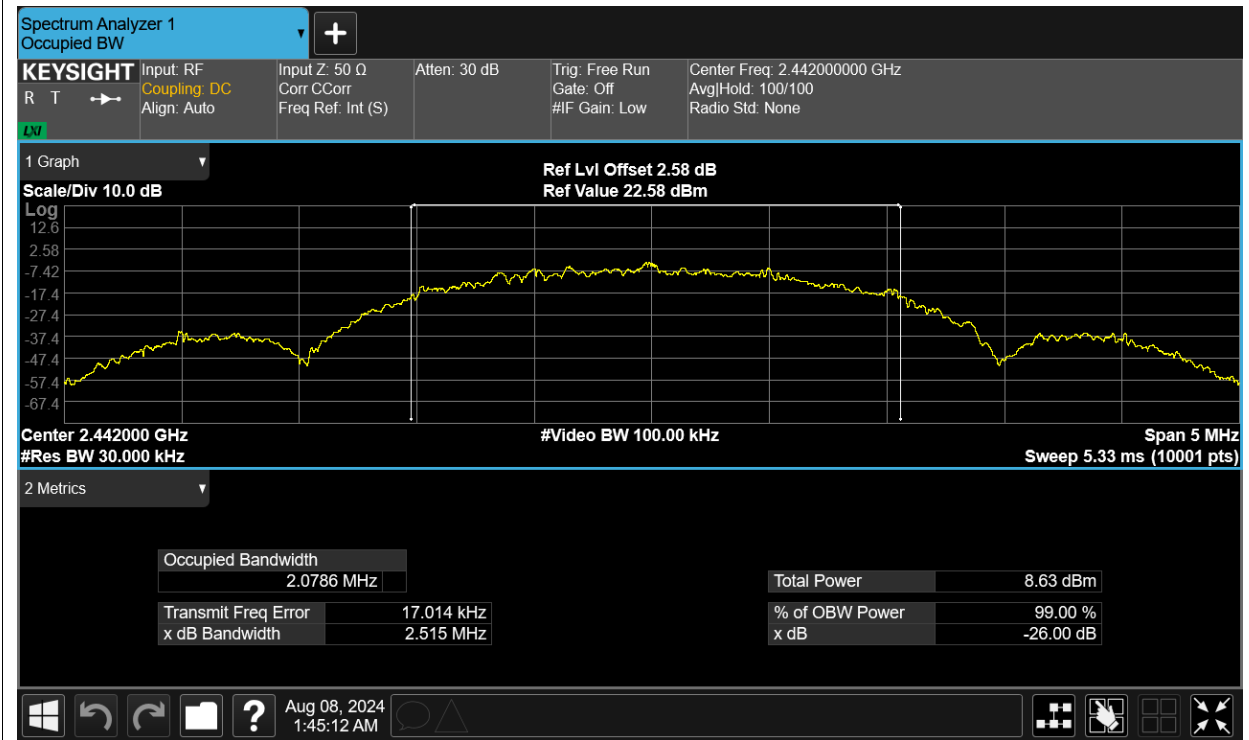 Spectrum Analyzer 1
Occupied BW
KEYSIGHT
R T
LXI
Input: RF
Coupling: DC
Align: Auto
Input Z: 50 Ω
Corr CCorr
Freq Ref: Int (S)
Atten: 30 dB
Trig: Free Run
Gate: Off
#IF Gain: Low
Center Freq: 2.442000000 GHz
Avg|Hold: 100/100
Radio Std: None
1 Graph
Scale/Div 10.0 dB
Ref Lvl Offset 2.58 dB
Ref Value 22.58 dBm
Log
12.6
2.58
-7.42
-17.4
-27.4
-37.4
-47.4
-57.4
-67.4
Center 2.442000 GHz
#Video BW 100.00 kHz
Span 5 MHz
#Res BW 30.000 kHz
Sweep 5.33 ms (10001 pts)
2 Metrics
Occupied Bandwidth
2.0786 MHz
Total Power 8.63 dBm
Transmit Freq Error 17.014 kHz
% of OBW Power 99.00 %
x dB Bandwidth 2.515 MHz
x dB -26.00 dB
?
Aug 08, 2024
1:45:12 AM